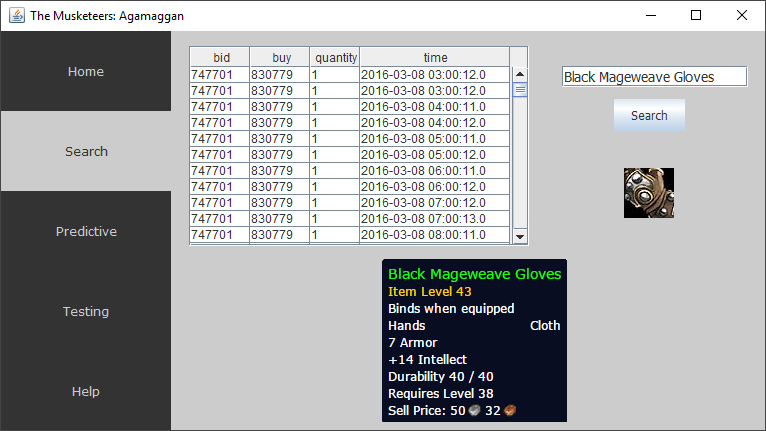 The Musketeers: Agamaggan
Home
Search
Predictive
Testing
Help
bid buy quantity time
747701 830779 1 2016-03-08 03:00:12.0
747701 830779 1 2016-03-08 03:00:12.0
747701 830779 1 2016-03-08 04:00:11.0
747701 830779 1 2016-03-08 04:00:12.0
747701 830779 1 2016-03-08 05:00:11.0
747701 830779 1 2016-03-08 05:00:12.0
747701 830779 1 2016-03-08 06:00:11.0
747701 830779 1 2016-03-08 06:00:12.0
747701 830779 1 2016-03-08 07:00:12.0
747701 830779 1 2016-03-08 07:00:13.0
747701 830779 1 2016-03-08 08:00:11.0
Black Mageweave Gloves
Search
Black Mageweave Gloves
Item Level 43
Binds when equipped
Hands Cloth
7 Armor
+14 Intellect
Durability 40 / 40
Requires Level 38
Sell Price: 50 32